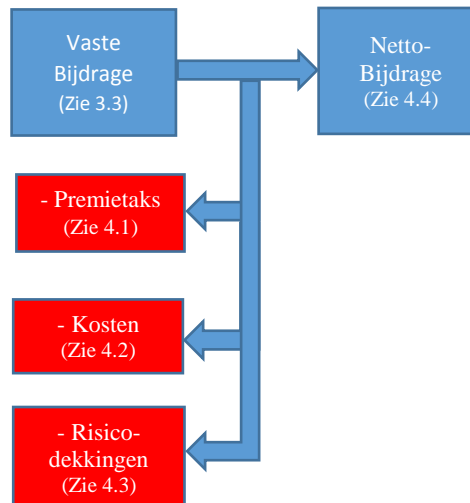 Vaste
Bijdrage
(Zie 3.3)
Netto-
Bijdrage
(Zie 4.4)
- Premietaks
(Zie 4.1)
- Kosten
(Zie 4.2)
- Risico-
dekkingen
(Zie 4.3)